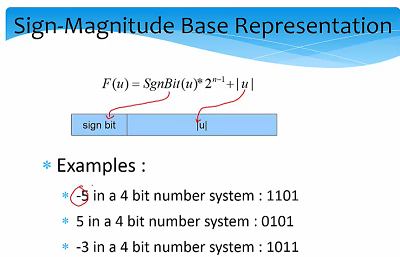 Sign-Magnitude Base Representation
F(u) = SgnBit(u)*2^{n−1}+|u|
sign bit |u|
* Examples :
* -5 in a 4 bit number system : 1101
* 5 in a 4 bit number system : 0101
* -3 in a 4 bit number system : 1011